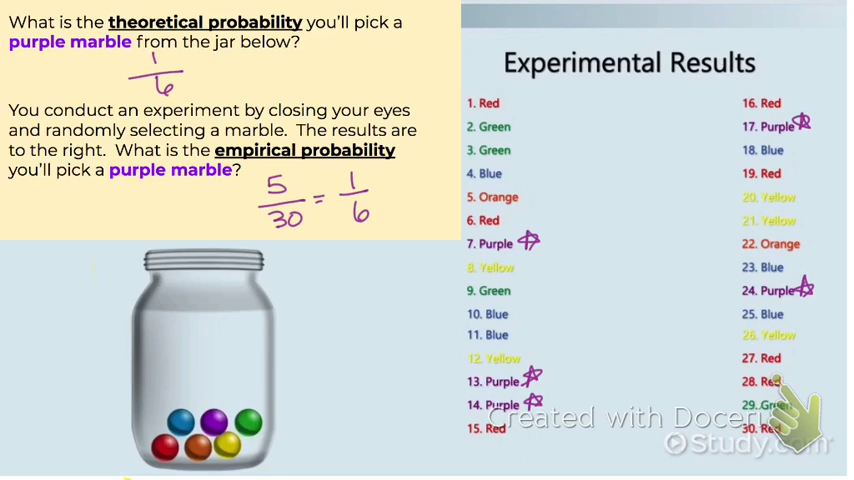 What is the theoretical probability you'll pick a
purple marble from the jar below?
1
6
You conduct an experiment by closing your eyes
and randomly selecting a marble. The results are
to the right. What is the empirical probability
you'll pick a purple marble?
5/30 = 1/6
Experimental Results
1. Red
2. Green
3. Green
4. Blue
5. Orange
6. Red
7. Purple
8. Yellow
9. Green
10. Blue
11. Blue
12. Yellow
13. Purple
14. Purple
15. Red
16. Red
17. Purple
18. Blue
19. Red
20. Yellow
21. Yellow
22. Orange
23. Blue
24. Purple
25. Blue
26. Yellow
27. Red
28. Red
29. Green
30. Red
Created with Doceri
Study.com